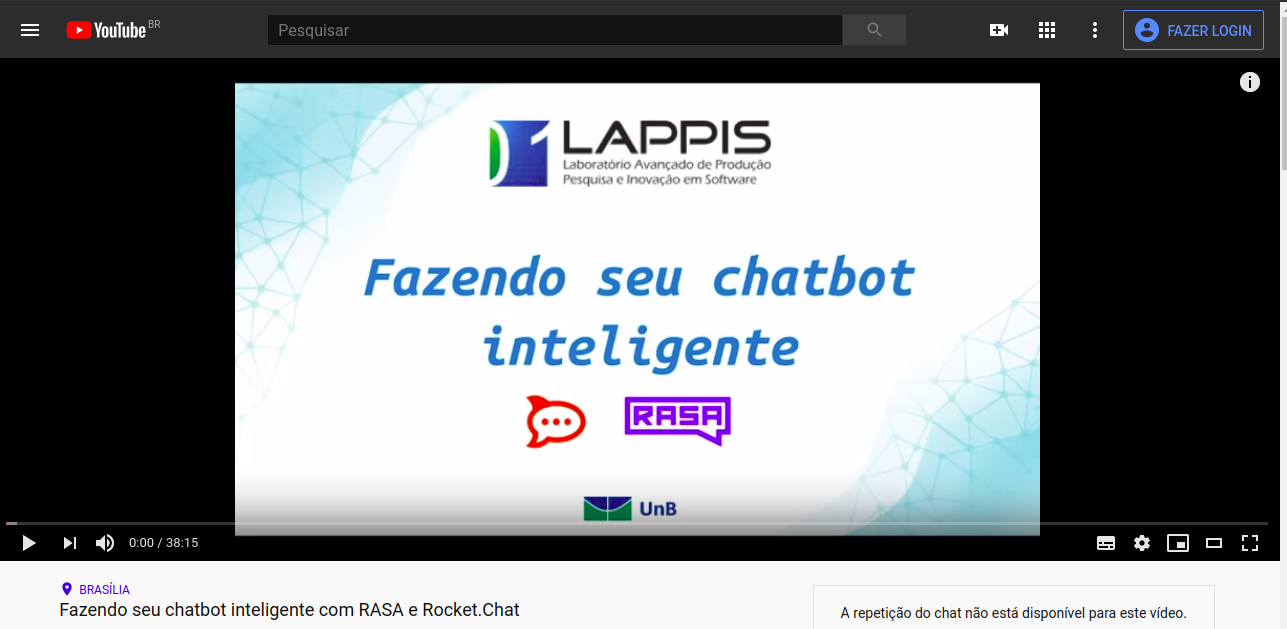 YouTube BR
Pesquisar
FAZER LOGIN
LAPPIS
Laboratório Avançado de Produção
Pesquisa e Inovação em Software
Fazendo seu chatbot
inteligente
RASA
UnB
0:00 / 38:15
BRASÍLIA
Fazendo seu chatbot inteligente com RASA e Rocket.Chat
A repetição do chat não está disponível para este vídeo.